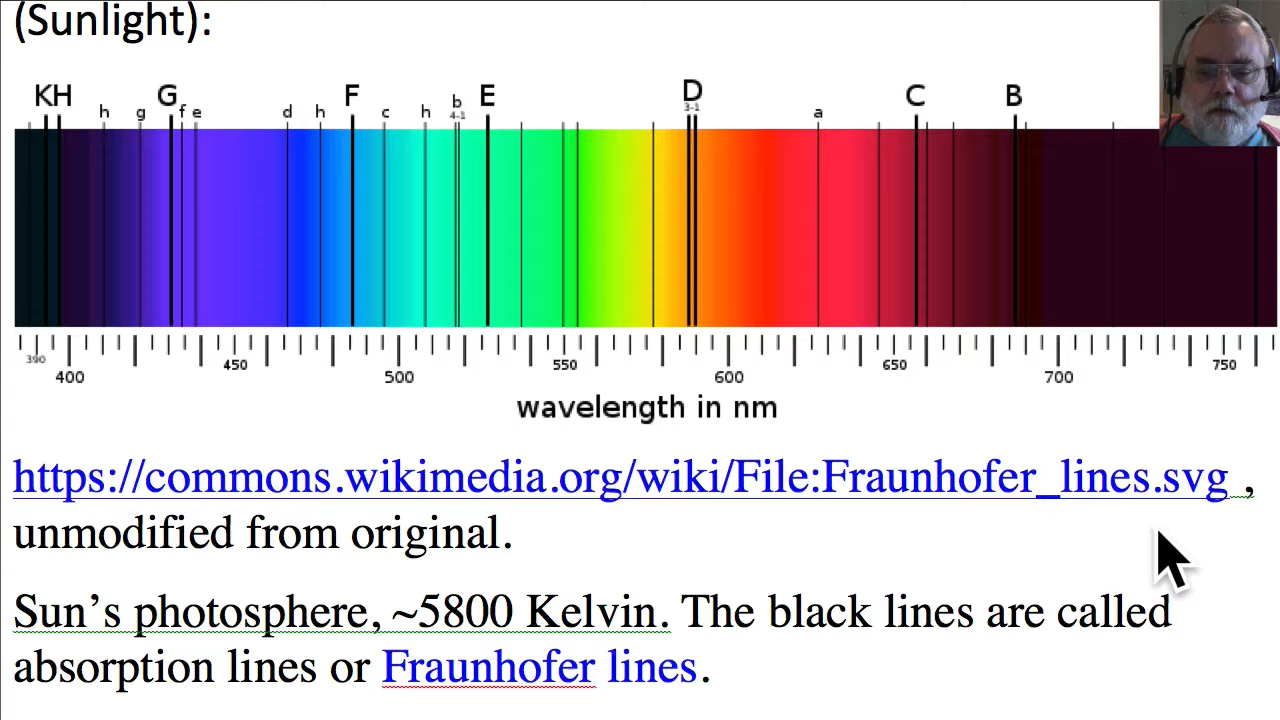 (Sunlight):
KH h g G f e d h F c h b 4-1 E D 3-1 a C B
390 400 450 500 550 600 650 700 750
wavelength in nm
https://commons.wikimedia.org/wiki/File:Fraunhofer_lines.svg ,
unmodified from original.
Sun’s photosphere, ~5800 Kelvin. The black lines are called
absorption lines or Fraunhofer lines.